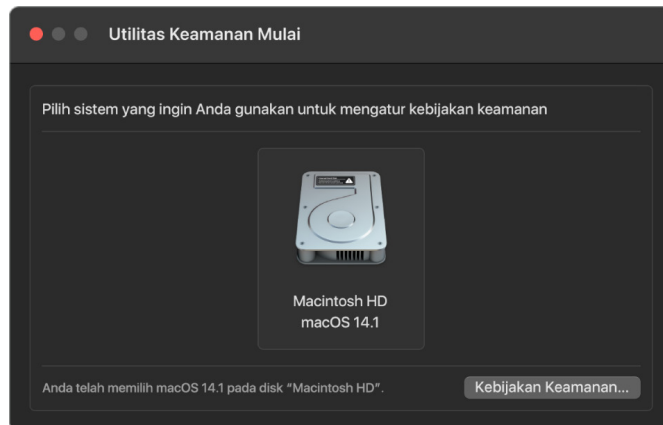 Utilitas Keamanan Mulai
Pilih sistem yang ingin Anda gunakan untuk mengatur kebijakan keamanan
Macintosh HD
macOS 14.1
Anda telah memilih macOS 14.1 pada disk “Macintosh HD”.
Kebijakan Keamanan...